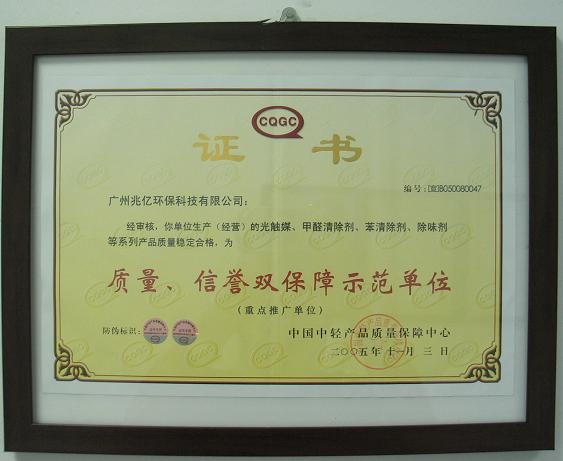 CQGC
证 书
编号：
广州兆亿环保科技有限公司：
经审核，你单位生产（经营）的光触媒、甲醛清除剂、苯清除剂、除味剂
等系列产品质量稳定合格，为
质量、信誉双保障示范单位
（重点推广单位）
防伪标识：
中国中轻产品质量保障中心
二〇〇五年十一月三日